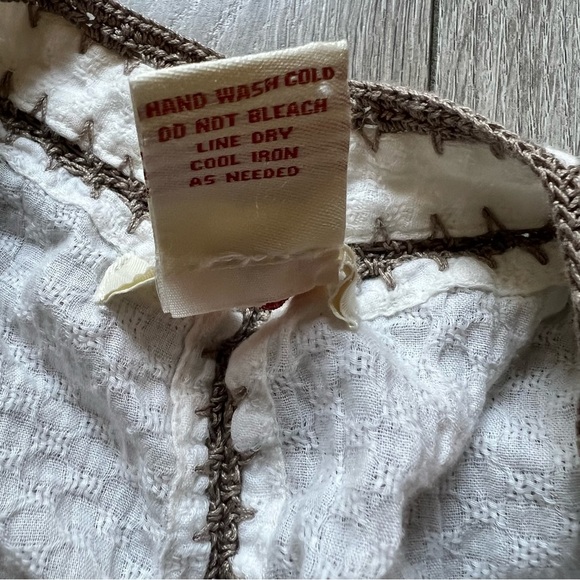 HAND WASH COLD
DO NOT BLEACH
LINE DRY
COOL IRON
AS NEEDED